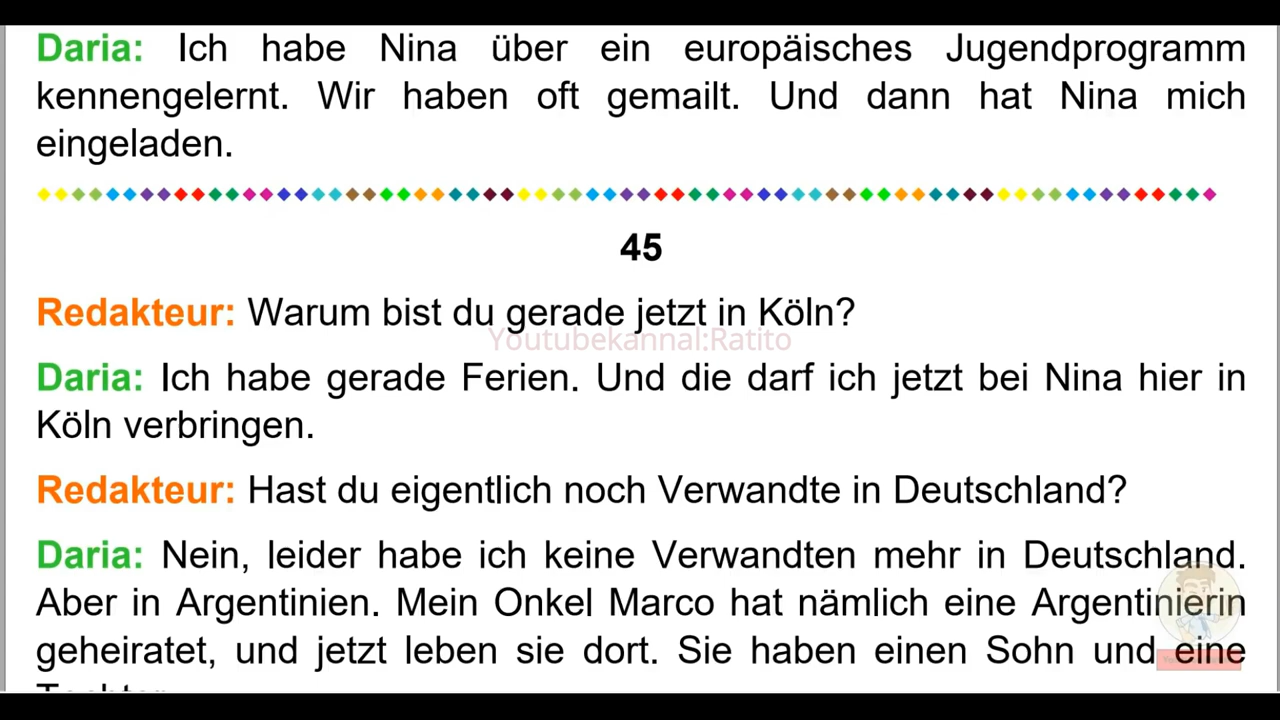 Daria: Ich habe Nina über ein europäisches Jugendprogramm
kennengelernt. Wir haben oft gemailt. Und dann hat Nina mich
eingeladen.
45
Redakteur: Warum bist du gerade jetzt in Köln?
Youtubekannal:Ratito
Daria: Ich habe gerade Ferien. Und die darf ich jetzt bei Nina hier in
Köln verbringen.
Redakteur: Hast du eigentlich noch Verwandte in Deutschland?
Daria: Nein, leider habe ich keine Verwandten mehr in Deutschland.
Aber in Argentinien. Mein Onkel Marco hat nämlich eine Argentinierin
geheiratet, und jetzt leben sie dort. Sie haben einen Sohn und eine